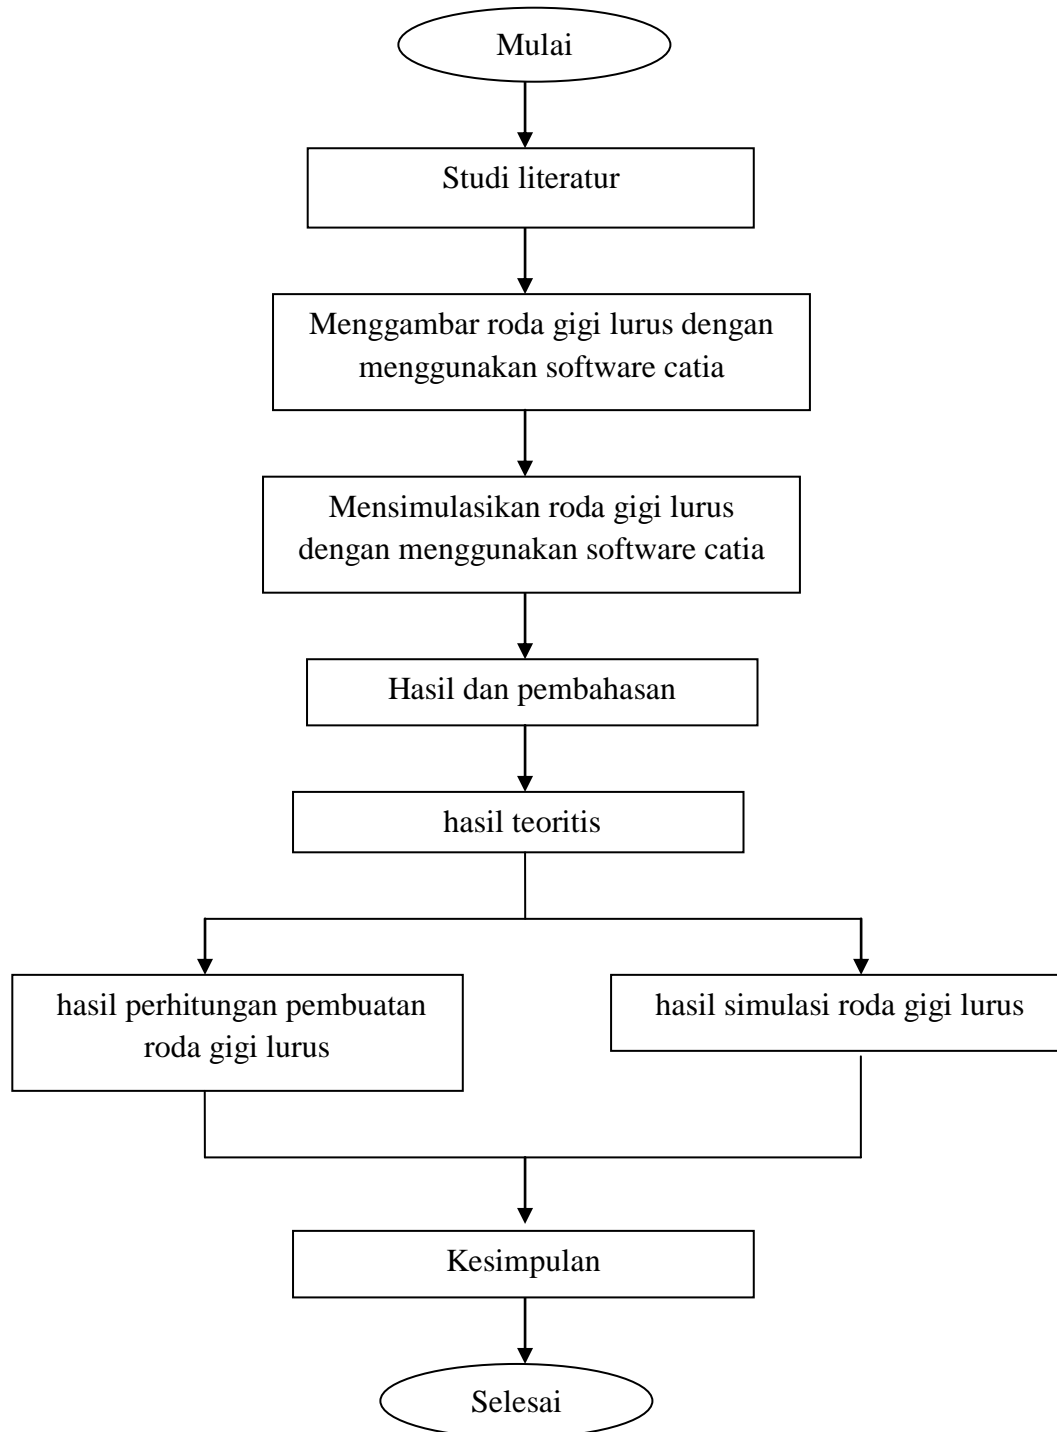 Mulai
Studi literatur
Menggambar roda gigi lurus dengan
menggunakan software catia
Mensimulasikan roda gigi lurus
dengan menggunakan software catia
Hasil dan pembahasan
hasil teoritis
hasil perhitungan pembuatan
roda gigi lurus
hasil simulasi roda gigi lurus
Kesimpulan
Selesai